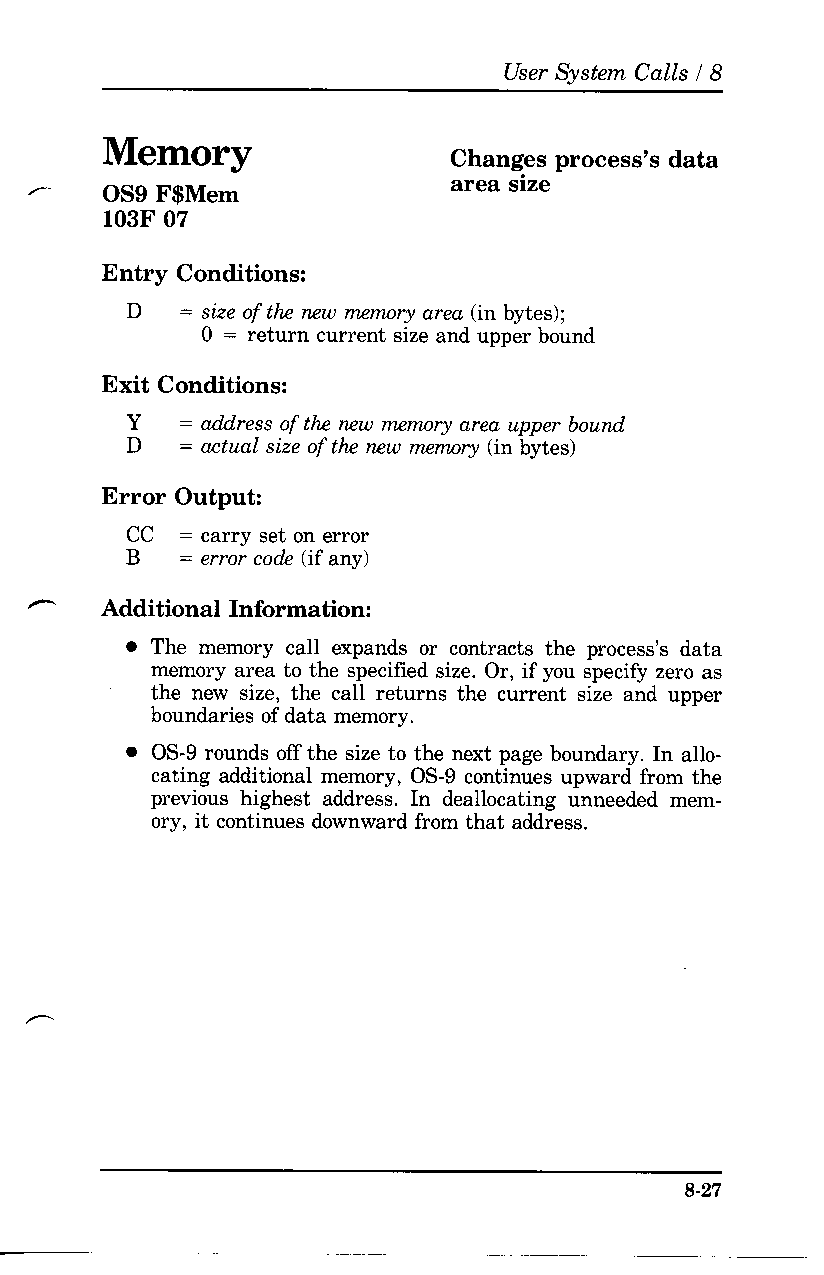 User System Calls / 8
Memory
Changes process's data
area size
OS9 F$Mem
103F 07
Entry Conditions:
D = size of the new memory area (in bytes);
0 = return current size and upper bound
Exit Conditions:
Y = address of the new memory area upper bound
D = actual size of the new memory (in bytes)
Error Output:
CC = carry set on error
B = error code (if any)
Additional Information:
• The memory call expands or contracts the process's data
memory area to the specified size. Or, if you specify zero as
the new size, the call returns the current size and upper
boundaries of data memory.
• OS-9 rounds off the size to the next page boundary. In allo-
cating additional memory, OS-9 continues upward from the
previous highest address. In deallocating unneeded mem-
ory, it continues downward from that address.
8-27